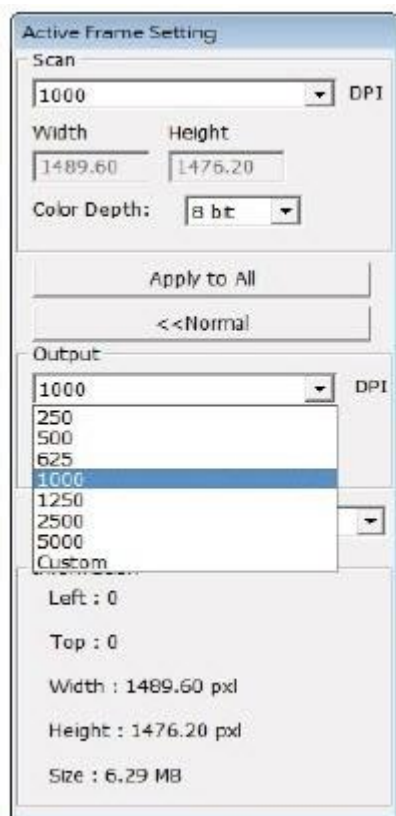 Active Frame Setting
Scan
1000 DPI
Width Height
1489.60 1476.20
Color Depth: 8 bt
Apply to All
<<Normal
Output
1000 DPI
250
500
625
1000
1250
2500
5000
Custom
Left : 0
Top : 0
Width : 1489.60 pxl
Height : 1476.20 pxl
Size : 6.29 MB